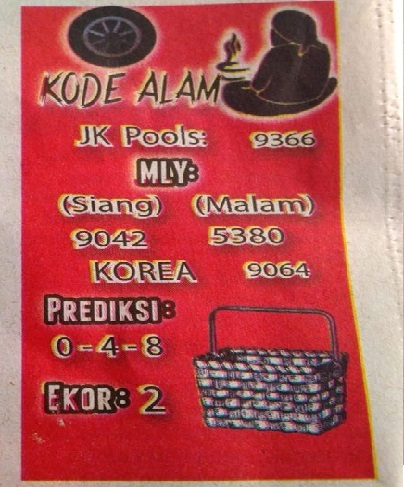 KODE ALAM
JK Pools: 9366
MLY:
(Siang) (Malam)
9042 5380
KOREA 9064
PREDIKSI:
0-4-8
EKOR: 2